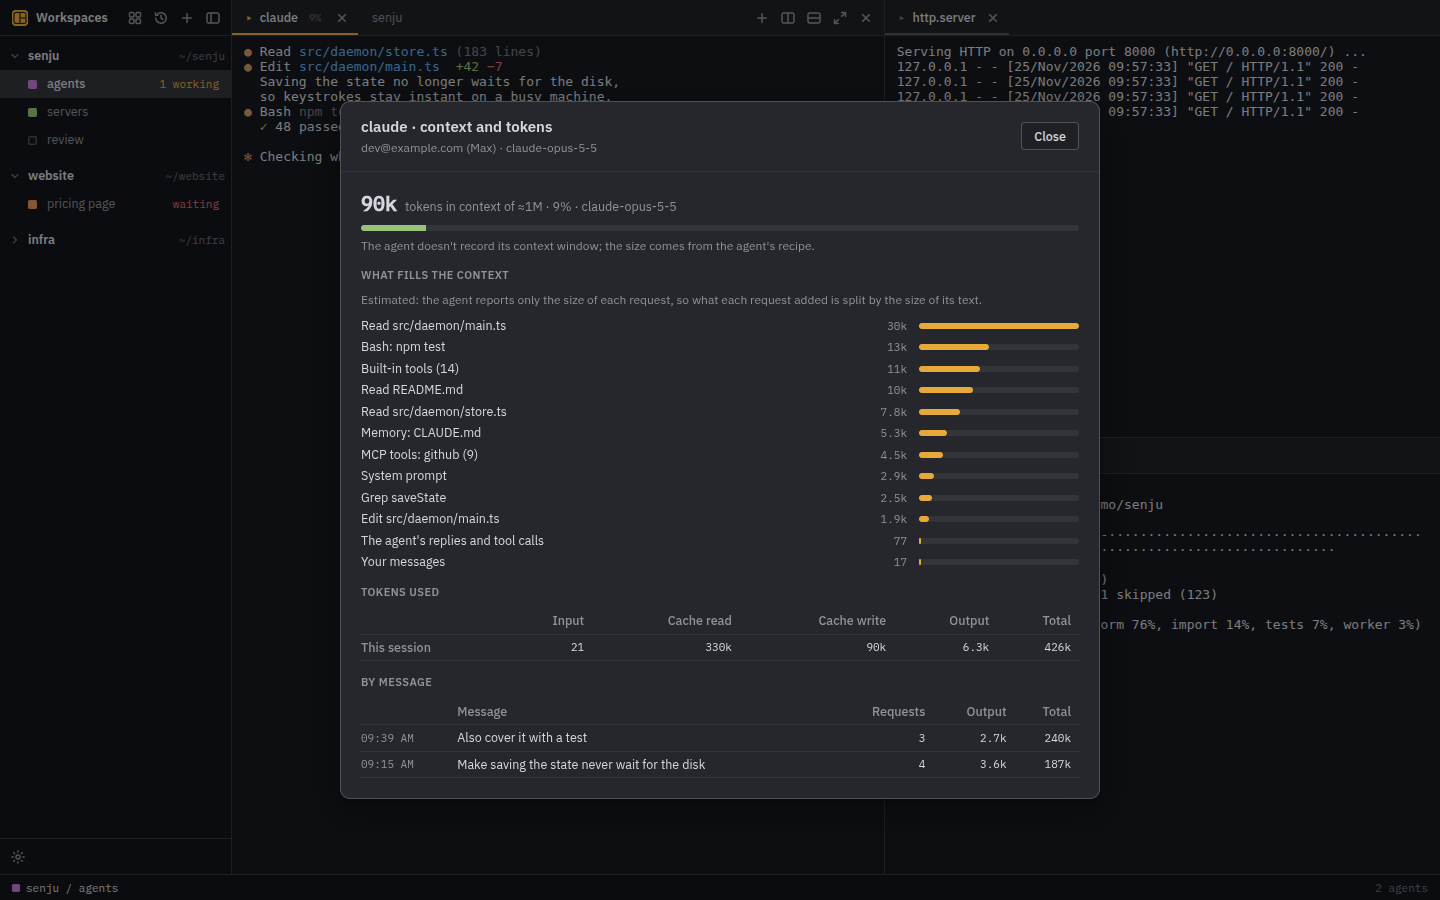 Workspaces
senju ~/senju
agents 1 working
servers
review
website ~/website
pricing page waiting
infra ~/infra
claude 9%
senju
http.server
● Read src/daemon/store.ts (183 lines)
● Edit src/daemon/main.ts +42 −7
Saving the state no longer waits for the disk,
so keystrokes stay instant on a busy machine.
● Bash npm
✓ 48
✻ Checking
Serving HTTP on 0.0.0.0 port 8000 (http://0.0.0.0:8000/) ...
127.0.0.1 - - [25/Nov/2026 09:57:33] "GET / HTTP/1.1" 200 -
127.0.0.1 - - [25/Nov/2026 09:57:33] "GET / HTTP/1.1" 200 -
127.0.0.1 - - [25/Nov/2026 09:57:33] "GET / HTTP/1.1" 200 -
09:57:33] "GET / HTTP/1.1" 200 -
claude · context and tokens
dev@example.com (Max) · claude-opus-5-5
Close
90k tokens in context of ≈1M · 9% · claude-opus-5-5
The agent doesn't record its context window; the size comes from the agent's recipe.
WHAT FILLS THE CONTEXT
Estimated: the agent reports only the size of each request, so what each request added is split by the size of its text.
Read src/daemon/main.ts 30k
Bash: npm test 13k
Built-in tools (14) 11k
Read README.md 10k
Read src/daemon/store.ts 7.8k
Memory: CLAUDE.md 5.3k
MCP tools: github (9) 4.5k
System prompt 2.9k
Grep saveState 2.5k
Edit src/daemon/main.ts 1.9k
The agent's replies and tool calls 77
Your messages 17
TOKENS USED
Input Cache read Cache write Output Total
This session 21 330k 90k 6.3k 426k
BY MESSAGE
Message Requests Output Total
09:39 AM Also cover it with a test 3 2.7k 240k
09:15 AM Make saving the state never wait for the disk 4 3.6k 187k
mo/senju
)
1 skipped (123)
orm 76%, import 14%, tests 7%, worker 3%)
senju / agents
2 agents